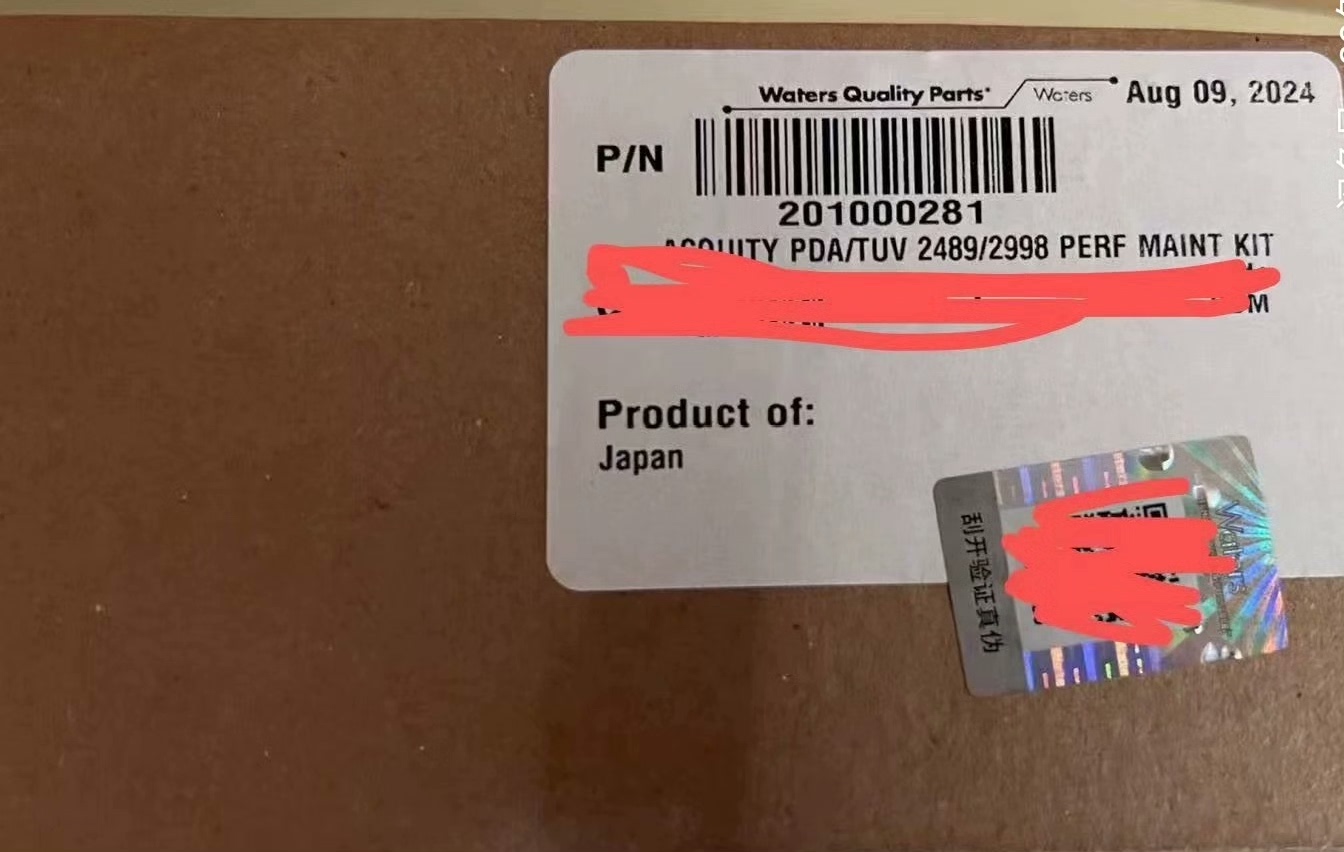 Waters Quality Parts*
Waters
Aug 09, 2024
P/N
201000281
ACQUITY PDA/TUV 2489/2998 PERF MAINT KIT
Product of:
Japan
刮开验证真伪
Waters